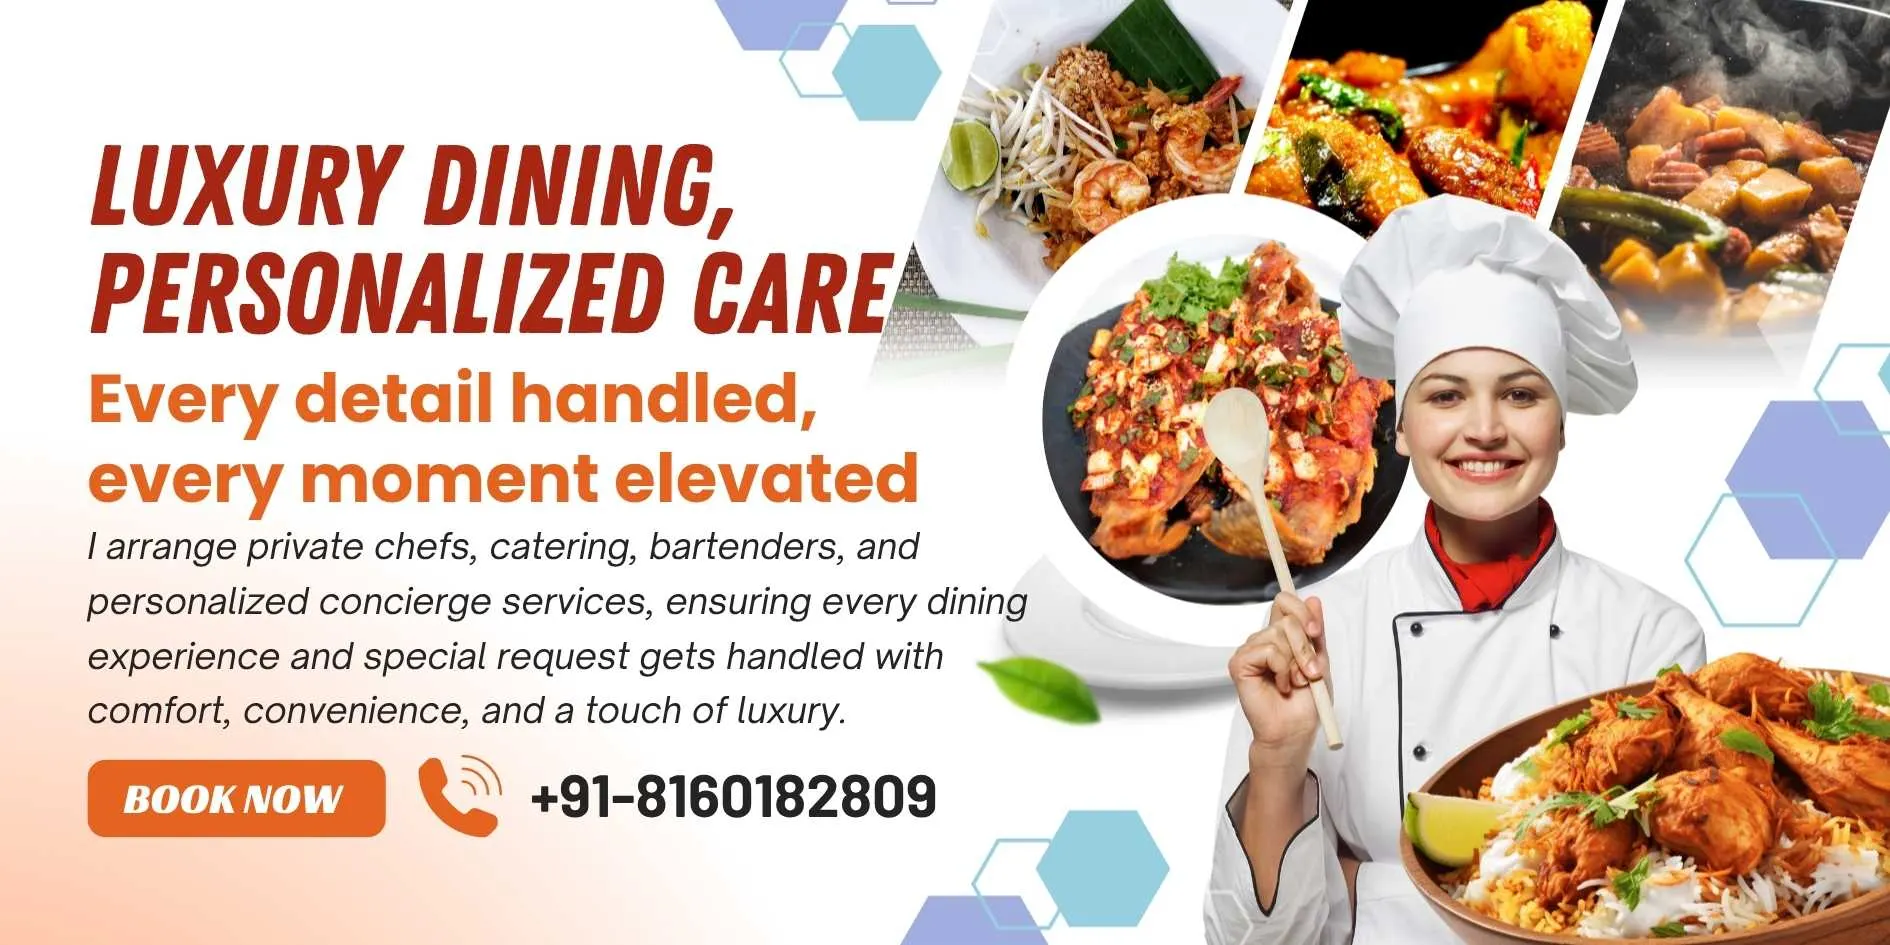 LUXURY DINING,
PERSONALIZED CARE
Every detail handled,
every moment elevated
I arrange private chefs, catering, bartenders, and
personalized concierge services, ensuring every dining
experience and special request gets handled with
comfort, convenience, and a touch of luxury.
BOOK NOW
+91-8160182809